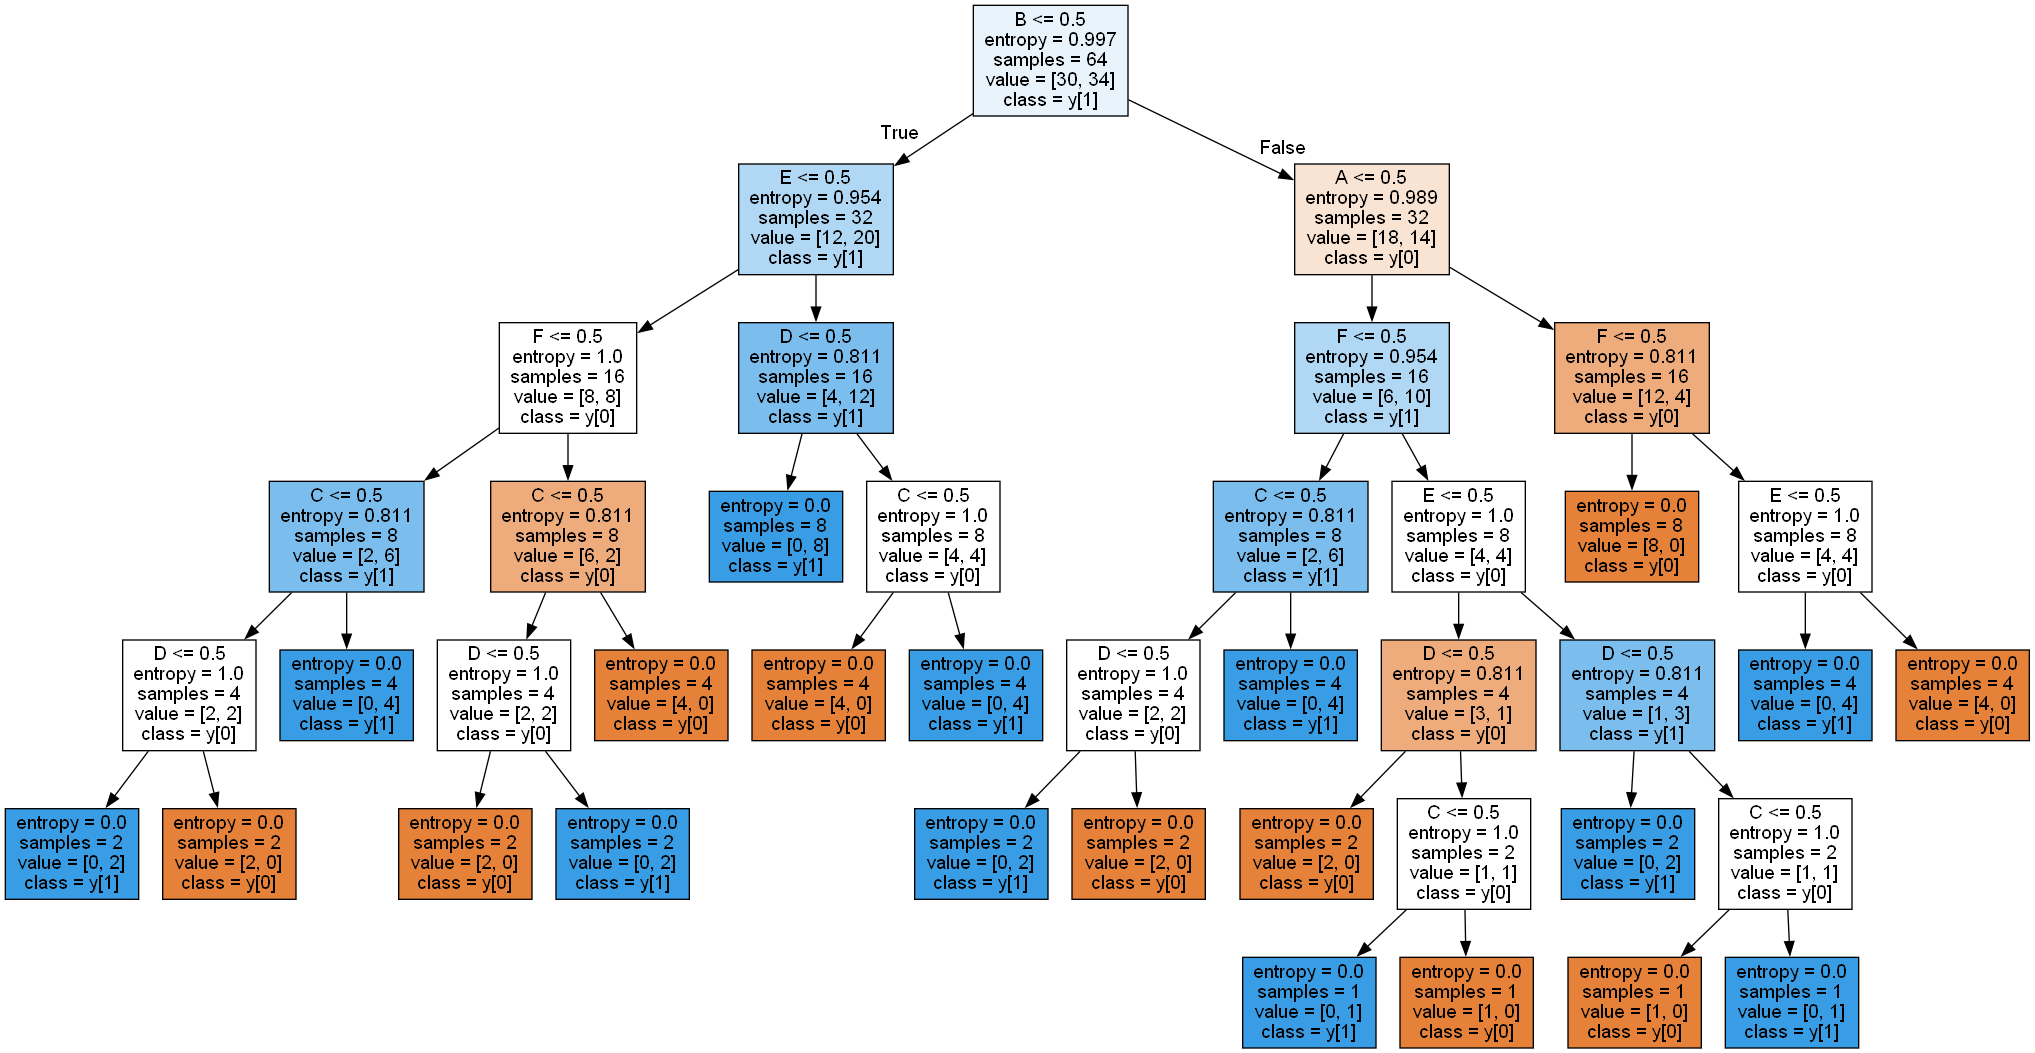 B <= 0.5
entropy = 0.997
samples = 64
value = [30, 34]
class = y[1]
True
False
E <= 0.5
entropy = 0.954
samples = 32
value = [12, 20]
class = y[1]
A <= 0.5
entropy = 0.989
samples = 32
value = [18, 14]
class = y[0]
F <= 0.5
entropy = 1.0
samples = 16
value = [8, 8]
class = y[0]
D <= 0.5
entropy = 0.811
samples = 16
value = [4, 12]
class = y[1]
F <= 0.5
entropy = 0.954
samples = 16
value = [6, 10]
class = y[1]
F <= 0.5
entropy = 0.811
samples = 16
value = [12, 4]
class = y[0]
C <= 0.5
entropy = 0.811
samples = 8
value = [2, 6]
class = y[1]
C <= 0.5
entropy = 0.811
samples = 8
value = [6, 2]
class = y[0]
entropy = 0.0
samples = 8
value = [0, 8]
class = y[1]
C <= 0.5
entropy = 1.0
samples = 8
value = [4, 4]
class = y[0]
C <= 0.5
entropy = 0.811
samples = 8
value = [2, 6]
class = y[1]
E <= 0.5
entropy = 1.0
samples = 8
value = [4, 4]
class = y[0]
entropy = 0.0
samples = 8
value = [8, 0]
class = y[0]
E <= 0.5
entropy = 1.0
samples = 8
value = [4, 4]
class = y[0]
D <= 0.5
entropy = 1.0
samples = 4
value = [2, 2]
class = y[0]
entropy = 0.0
samples = 4
value = [0, 4]
class = y[1]
D <= 0.5
entropy = 1.0
samples = 4
value = [2, 2]
class = y[0]
entropy = 0.0
samples = 4
value = [4, 0]
class = y[0]
entropy = 0.0
samples = 4
value = [4, 0]
class = y[0]
entropy = 0.0
samples = 4
value = [0, 4]
class = y[1]
D <= 0.5
entropy = 1.0
samples = 4
value = [2, 2]
class = y[0]
entropy = 0.0
samples = 4
value = [0, 4]
class = y[1]
D <= 0.5
entropy = 0.811
samples = 4
value = [3, 1]
class = y[0]
D <= 0.5
entropy = 0.811
samples = 4
value = [1, 3]
class = y[1]
entropy = 0.0
samples = 4
value = [0, 4]
class = y[1]
entropy = 0.0
samples = 4
value = [4, 0]
class = y[0]
entropy = 0.0
samples = 2
value = [0, 2]
class = y[1]
entropy = 0.0
samples = 2
value = [2, 0]
class = y[0]
entropy = 0.0
samples = 2
value = [2, 0]
class = y[0]
entropy = 0.0
samples = 2
value = [0, 2]
class = y[1]
entropy = 0.0
samples = 2
value = [0, 2]
class = y[1]
entropy = 0.0
samples = 2
value = [2, 0]
class = y[0]
entropy = 0.0
samples = 2
value = [2, 0]
class = y[0]
C <= 0.5
entropy = 1.0
samples = 2
value = [1, 1]
class = y[0]
entropy = 0.0
samples = 2
value = [0, 2]
class = y[1]
C <= 0.5
entropy = 1.0
samples = 2
value = [1, 1]
class = y[0]
entropy = 0.0
samples = 1
value = [0, 1]
class = y[1]
entropy = 0.0
samples = 1
value = [1, 0]
class = y[0]
entropy = 0.0
samples = 1
value = [1, 0]
class = y[0]
entropy = 0.0
samples = 1
value = [0, 1]
class = y[1]